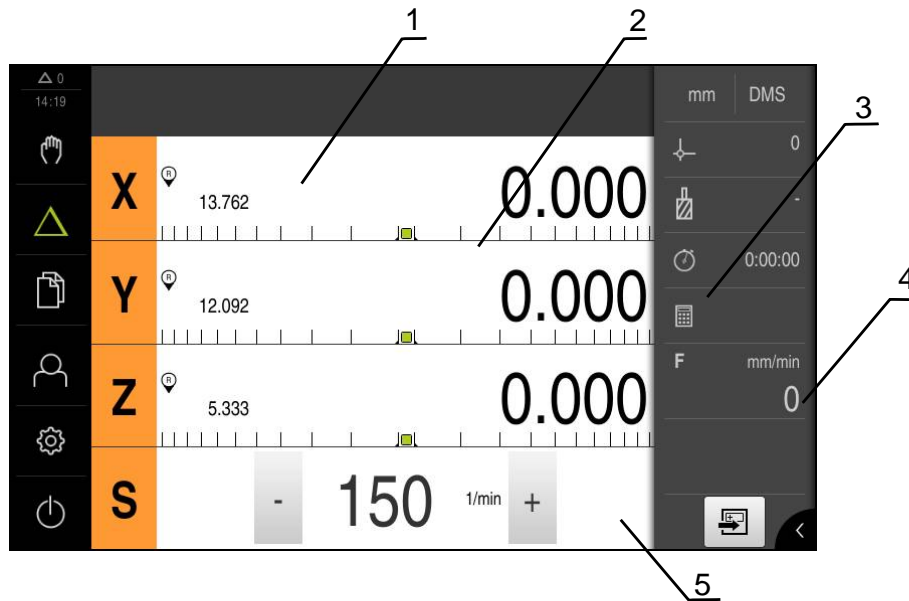 1
2
△ 0
14:19
mm
DMS
3
0
X
R
13.762
0.000
-
0:00:00
Y
R
12.092
0.000
4
F
mm/min
0
Z
R
5.333
0.000
S
-
150
1/min
+
<
5